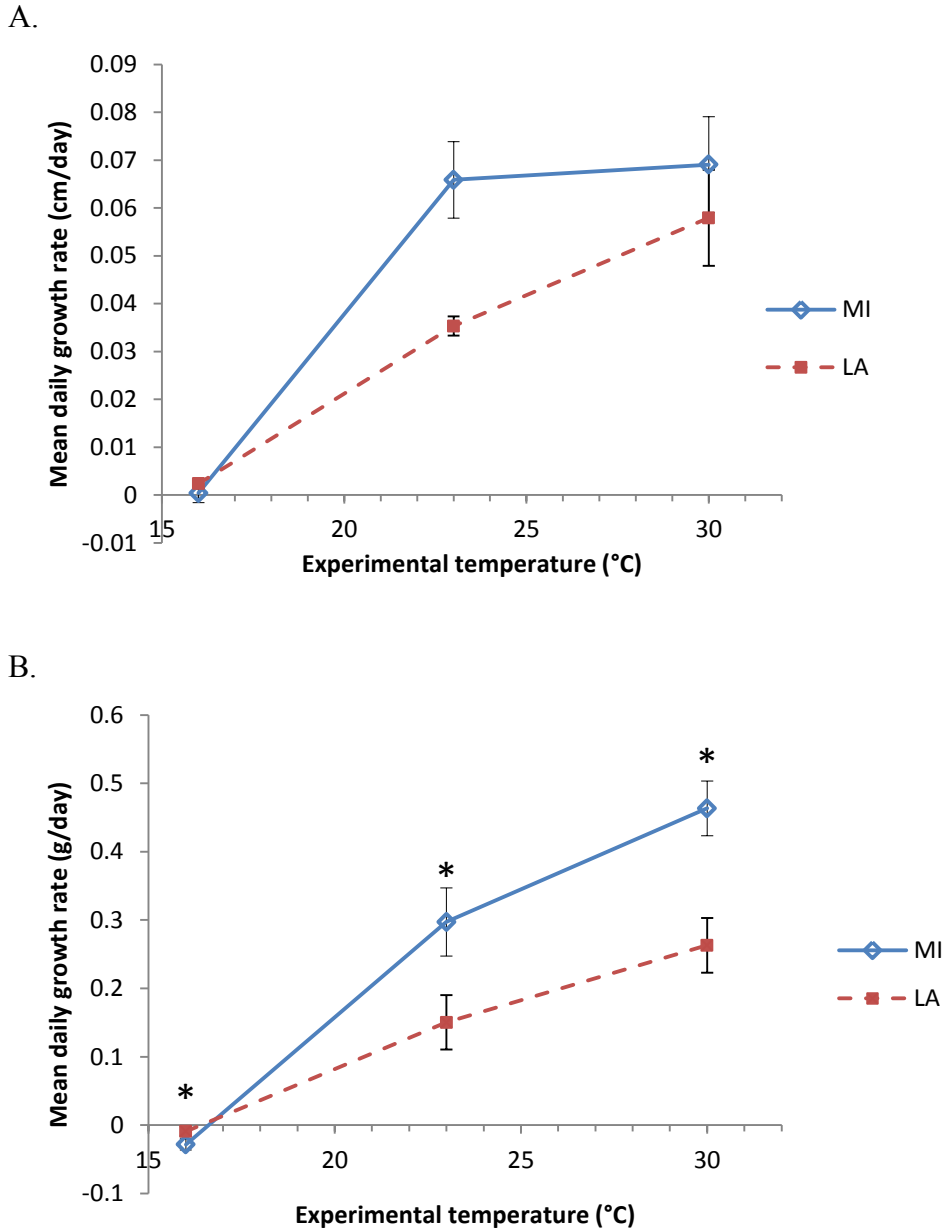 A.
0.09
0.08
0.07
0.06
0.05
0.04
0.03
0.02
0.01
0
-0.01
Mean daily growth rate (cm/day)
15 20 25 30
Experimental temperature (°C)
MI
LA
B.
0.6
0.5
0.4
0.3
0.2
0.1
0
-0.1
Mean daily growth rate (g/day)
*
*
*
15 20 25 30
Experimental temperature (°C)
MI
LA